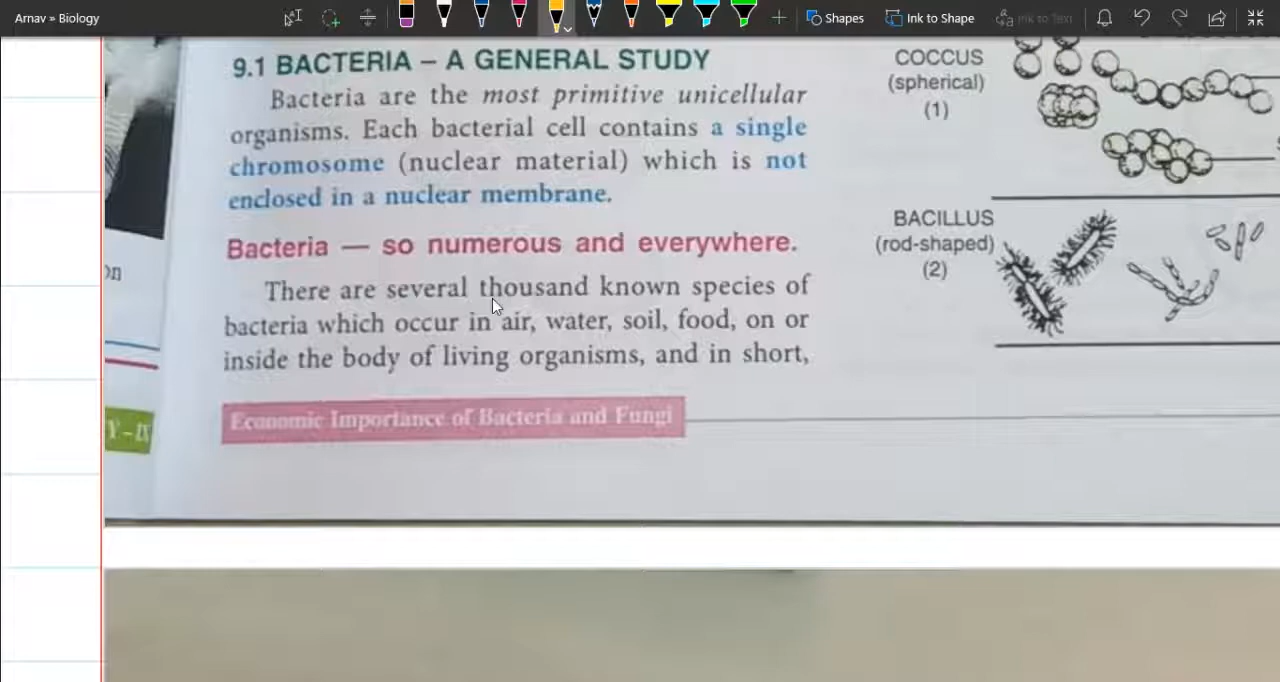 Arnav » Biology
Shapes
Ink to Shape
Ink to Text
9.1 BACTERIA – A GENERAL STUDY
Bacteria are the most primitive unicellular
organisms. Each bacterial cell contains a single
chromosome (nuclear material) which is not
enclosed in a nuclear membrane.
Bacteria — so numerous and everywhere.
There are several thousand known species of
bacteria which occur in air, water, soil, food, on or
inside the body of living organisms, and in short,
Economic Importance of Bacteria and Fungi
COCCUS
(spherical)
(1)
BACILLUS
(rod-shaped)
(2)